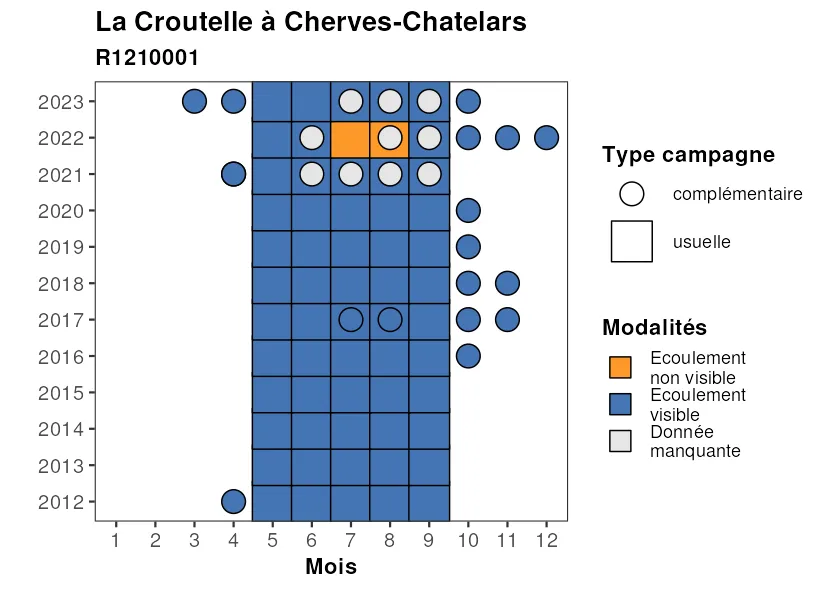 La Croutelle à Cherves-Chatelars
R1210001
2023
2022
2021
2020
2019
2018
2017
2016
2015
2014
2013
2012
1 2 3 4 5 6 7 8 9 10 11 12
Mois
Type campagne
complémentaire
usuelle
Modalités
Ecoulement
non visible
Ecoulement
visible
Donnée
manquante